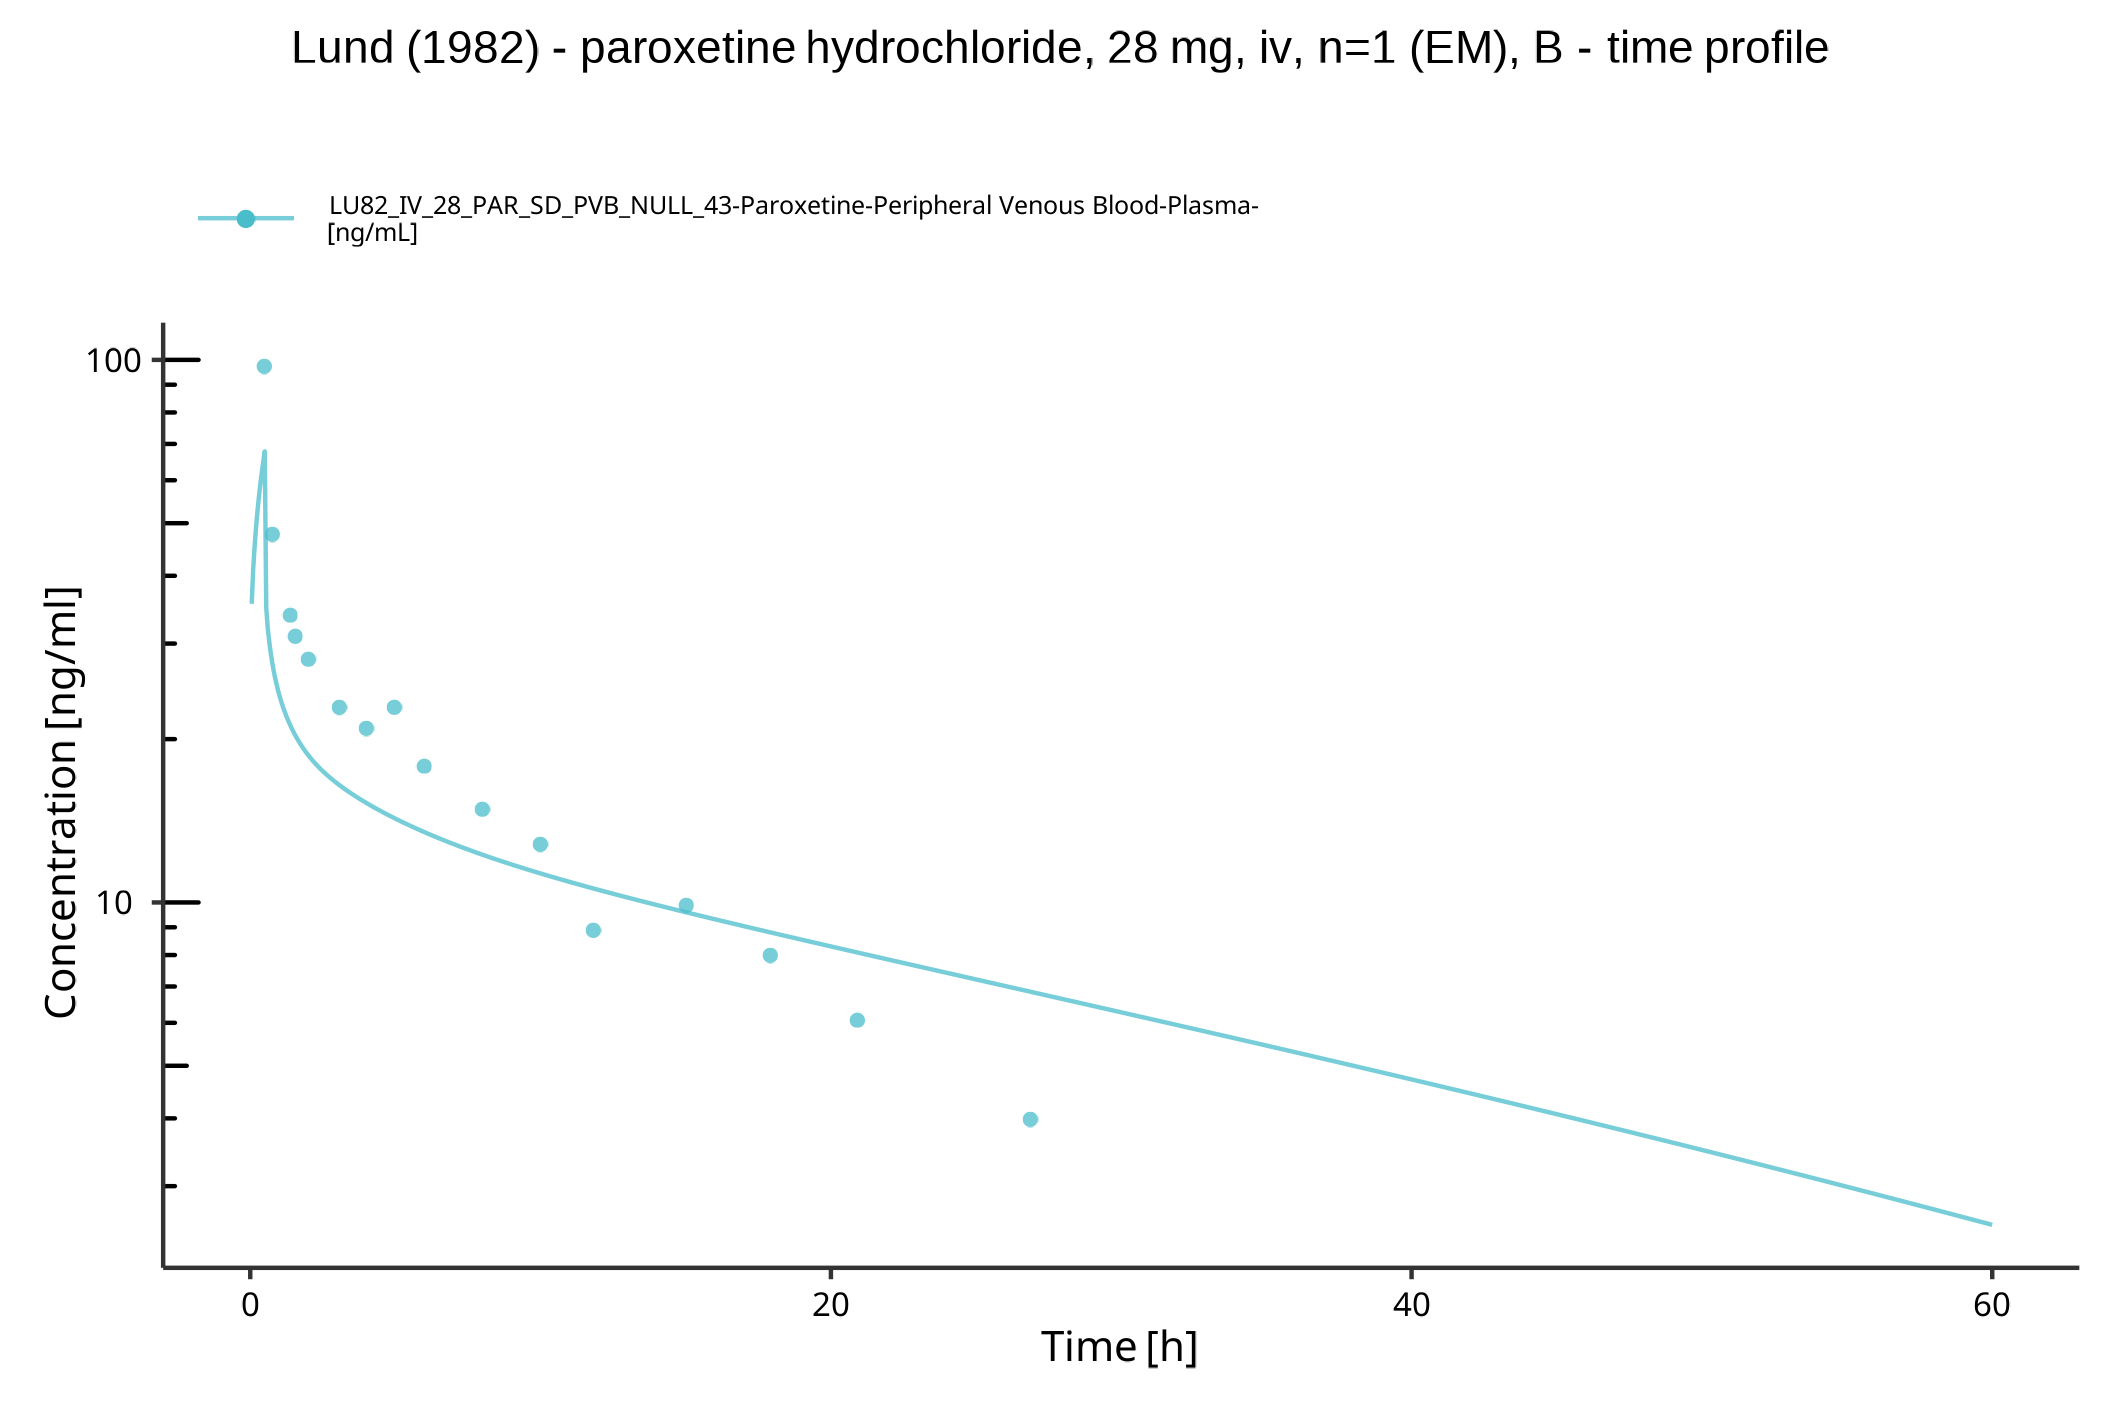 Lund (1982) - paroxetine hydrochloride, 28 mg, iv, n=1 (EM), B - time profile
LU82_IV_28_PAR_SD_PVB_NULL_43-Paroxetine-Peripheral Venous Blood-Plasma-
[ng/mL]
Concentration [ng/ml]
100
10
0
20
40
60
Time [h]